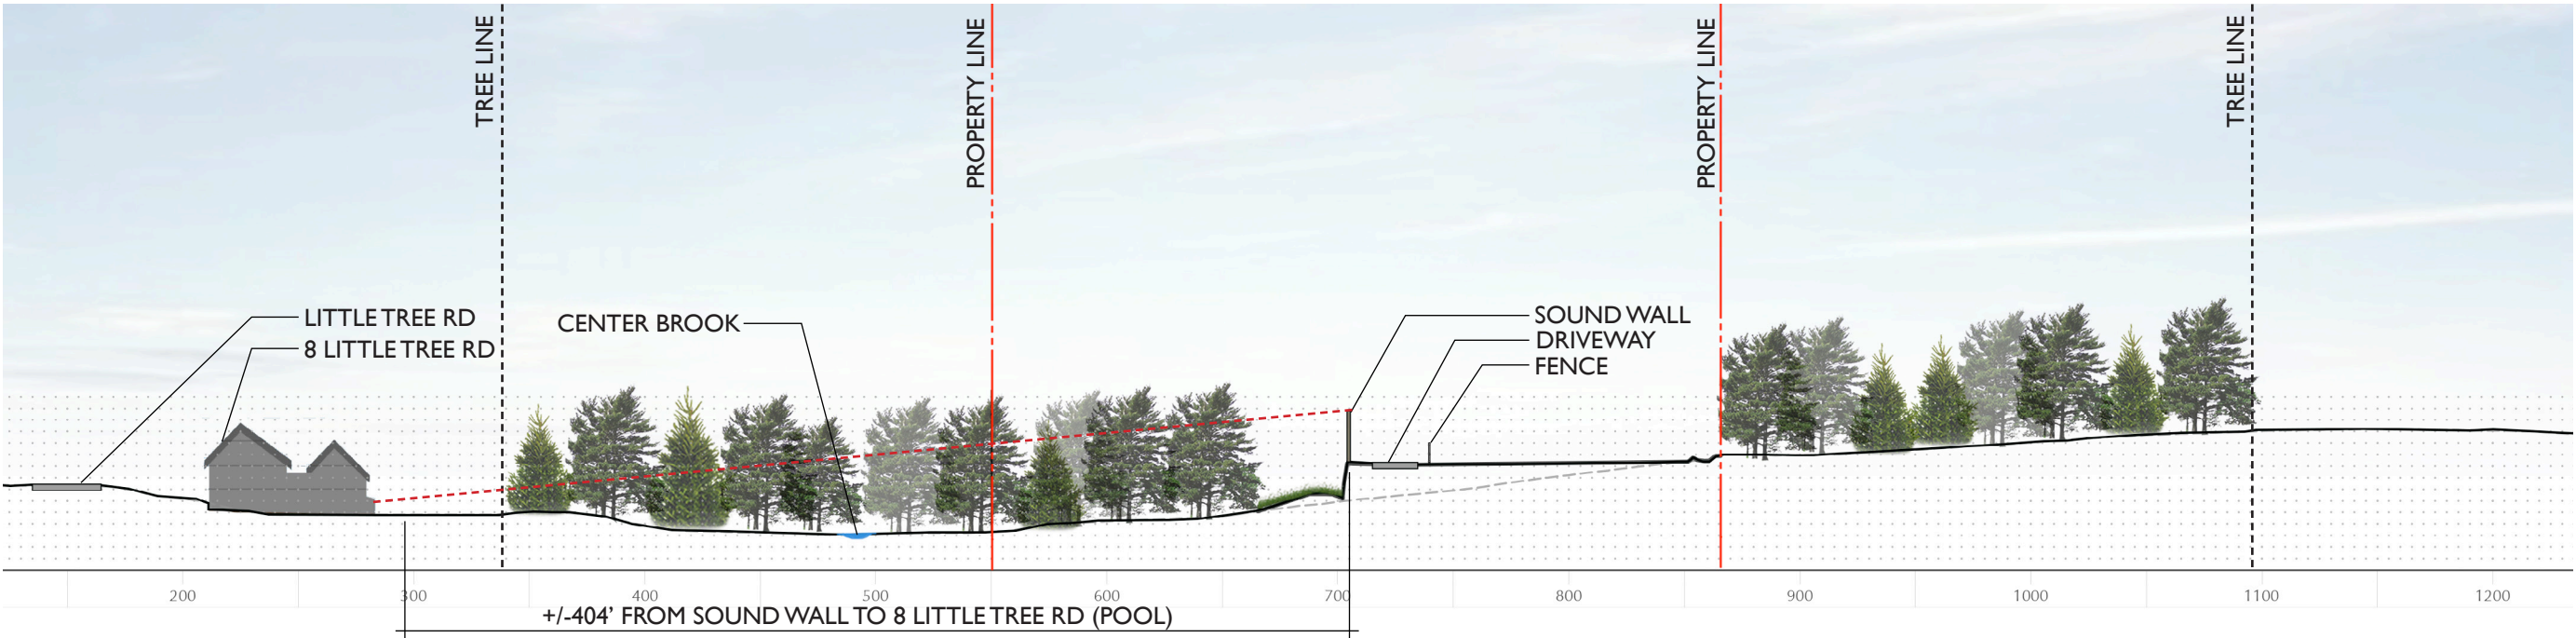 TREE LINE
PROPERTY LINE
PROPERTY LINE
TREE LINE
LITTLE TREE RD
8 LITTLE TREE RD
CENTER BROOK
SOUND WALL
DRIVEWAY
FENCE
200 300 400 500 600 700 800 900 1000 1100 1200
+/-404' FROM SOUND WALL TO 8 LITTLE TREE RD (POOL)